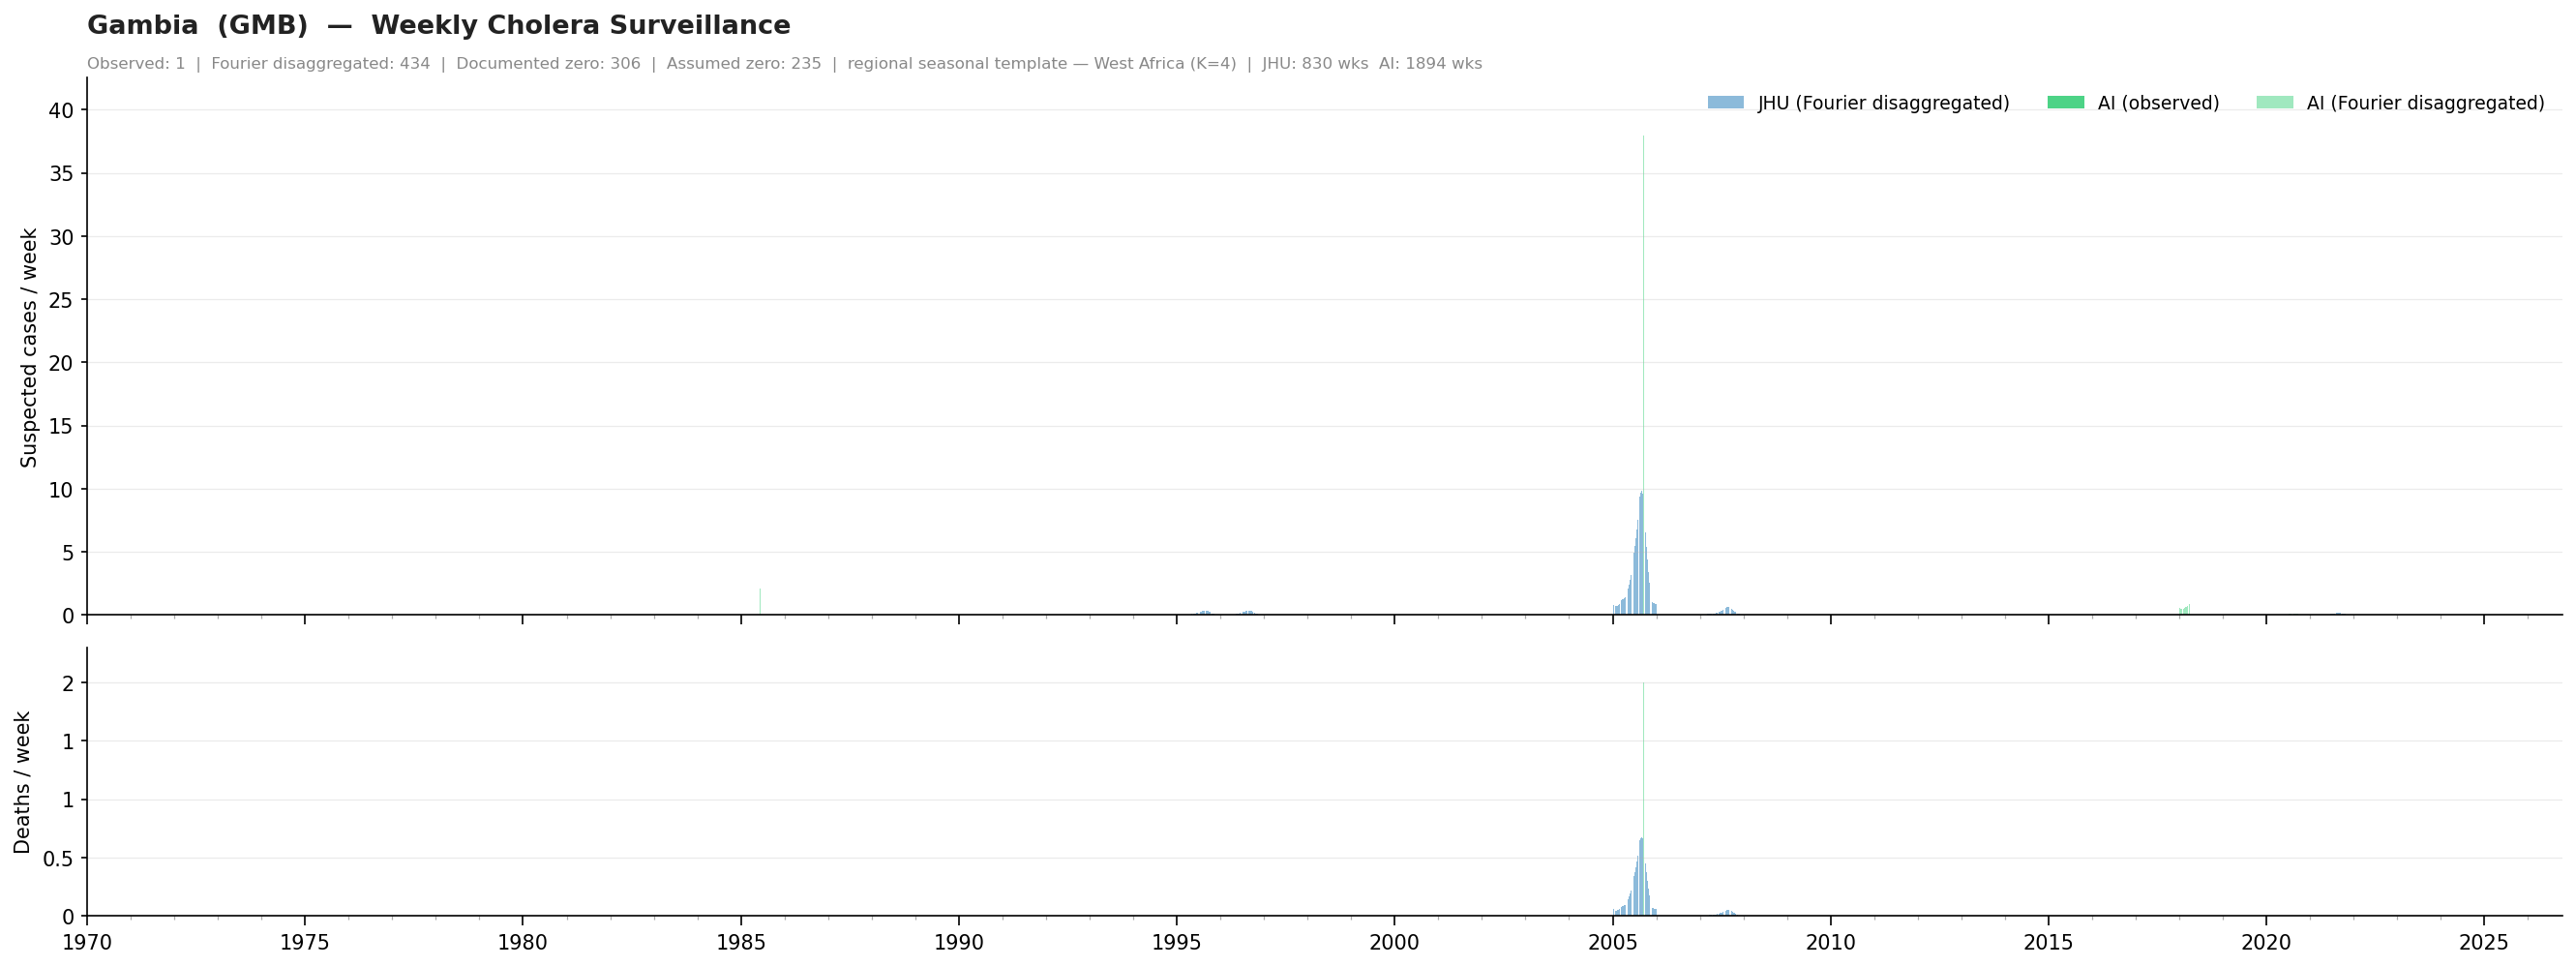 Gambia (GMB) — Weekly Cholera Surveillance
Observed: 1 | Fourier disaggregated: 434 | Documented zero: 306 | Assumed zero: 235 | regional seasonal template — West Africa (K=4) | JHU: 830 wks AI: 1894 wks
JHU (Fourier disaggregated) AI (observed) AI (Fourier disaggregated)
Suspected cases / week
40
35
30
25
20
15
10
5
0
Deaths / week
2
1
1
0.5
0
1970 1975 1980 1985 1990 1995 2000 2005 2010 2015 2020 2025